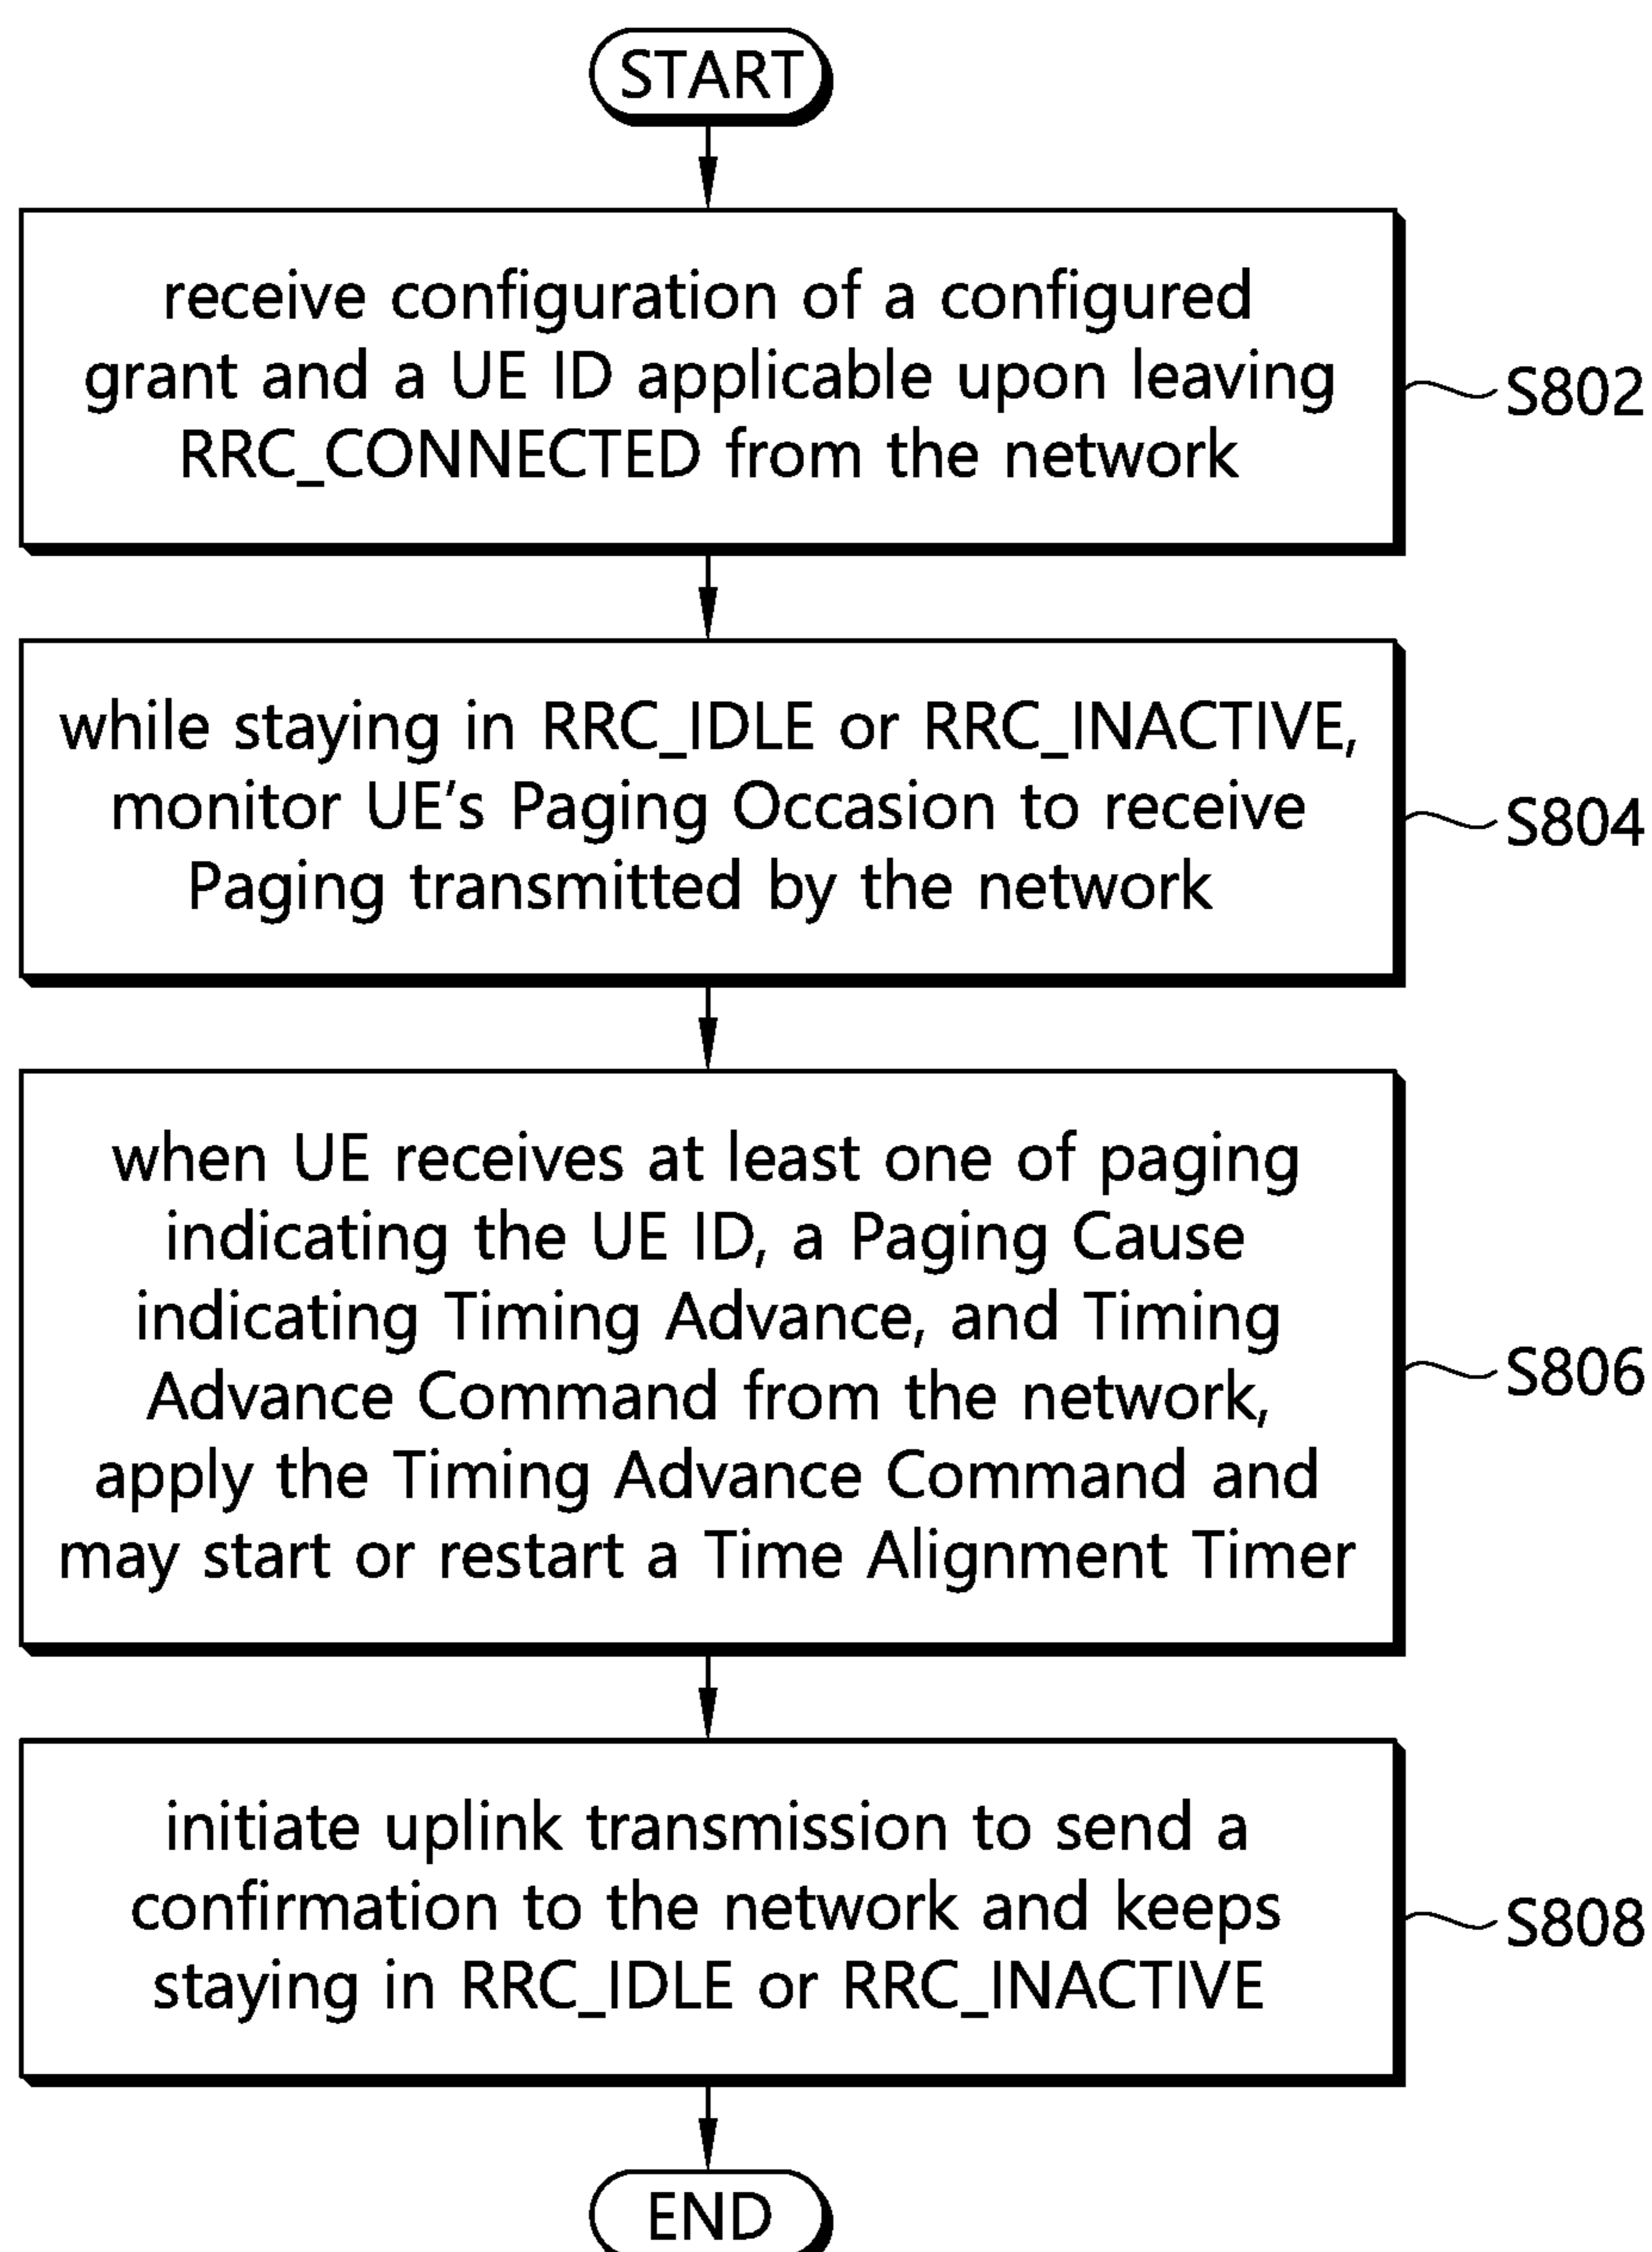 START
receive configuration of a configured
grant and a UE ID applicable upon leaving
RRC_CONNECTED from the network
S802
while staying in RRC_IDLE or RRC_INACTIVE,
monitor UE’s Paging Occasion to receive
Paging transmitted by the network
S804
when UE receives at least one of paging
indicating the UE ID, a Paging Cause
indicating Timing Advance, and Timing
Advance Command from the network,
apply the Timing Advance Command and
may start or restart a Time Alignment Timer
S806
initiate uplink transmission to send a
confirmation to the network and keeps
staying in RRC_IDLE or RRC_INACTIVE
S808
END